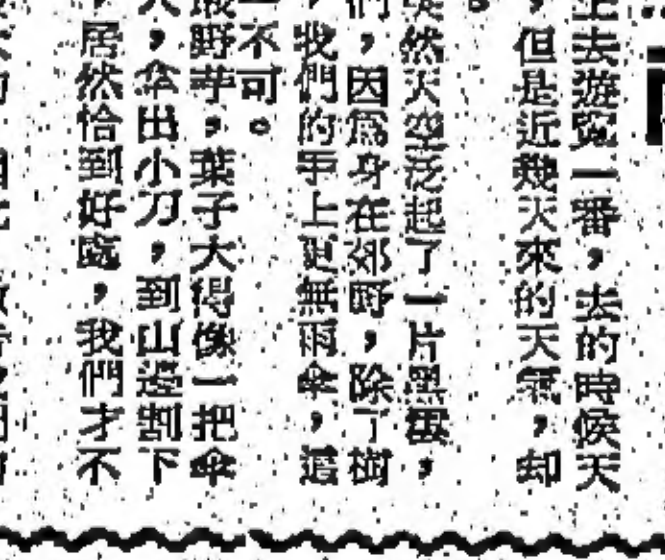 去遊覽一番，去的時候天
，但是近幾天來的天氣，却
。
然天空泛起了一片黑雲，
們，因為身在郊野，除了樹
，我們的手上更無雨傘，這
一不可。
野芋，葉子大得像一把傘
，拿出小刀，到山邊割下
，居然恰到好處，我們才不